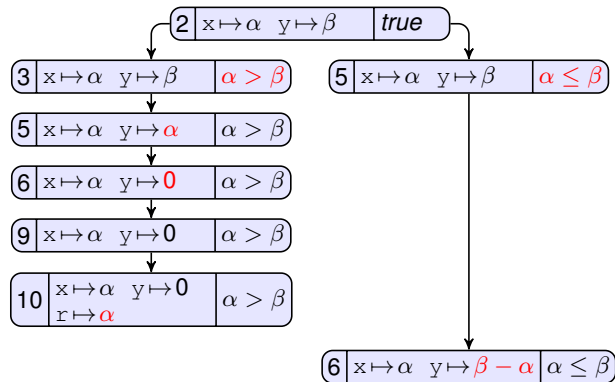 2 x ↦ α y ↦ β true
3 x ↦ α y ↦ β α > β
5 x ↦ α y ↦ β α ≤ β
5 x ↦ α y ↦ α α > β
6 x ↦ α y ↦ 0 α > β
9 x ↦ α y ↦ 0 α > β
10 x ↦ α y ↦ 0 α > β
r ↦ α
6 x ↦ α y ↦ β − α α ≤ β